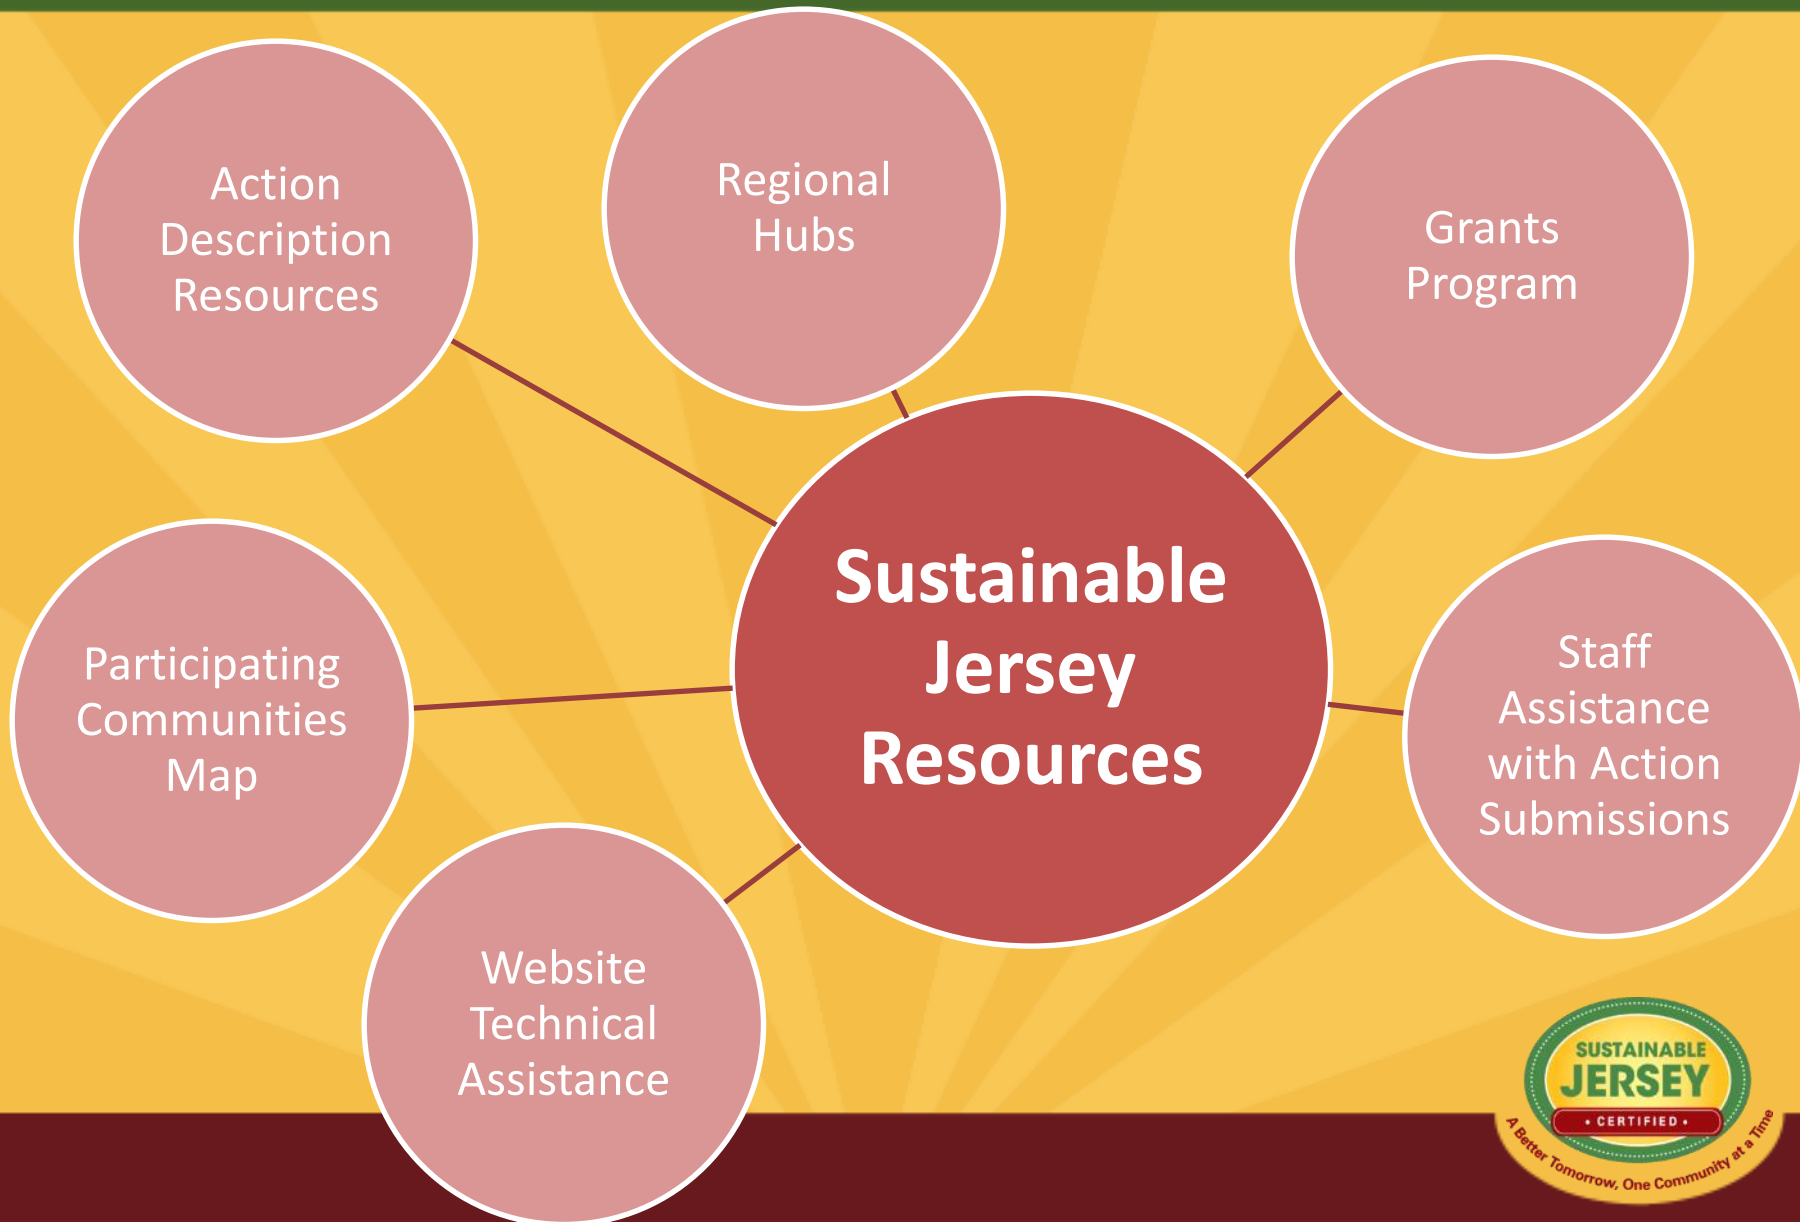 Action
Description
Resources
Regional
Hubs
Grants
Program
Sustainable
Jersey
Resources
Participating
Communities
Map
Staff
Assistance
with Action
Submissions
Website
Technical
Assistance
SUSTAINABLE
JERSEY
• CERTIFIED •
A Better Tomorrow, One Community at a Time